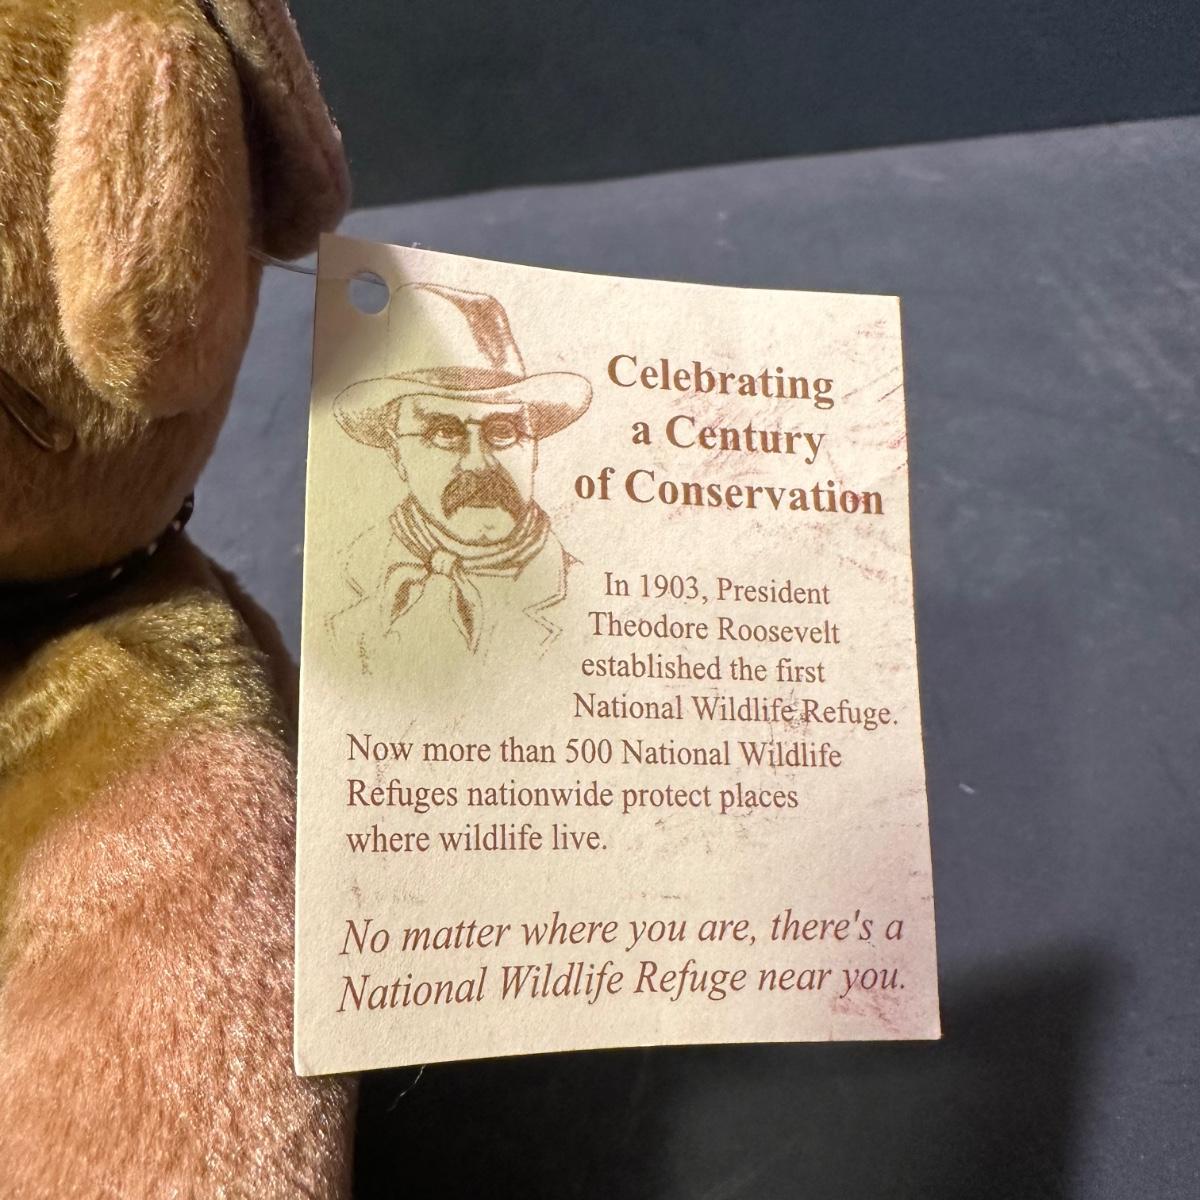 Celebrating
a Century
of Conservation
In 1903, President
Theodore Roosevelt
established the first
National Wildlife Refuge.
Now more than 500 National Wildlife
Refuges nationwide protect places
where wildlife live.
No matter where you are, there's a
National Wildlife Refuge near you.